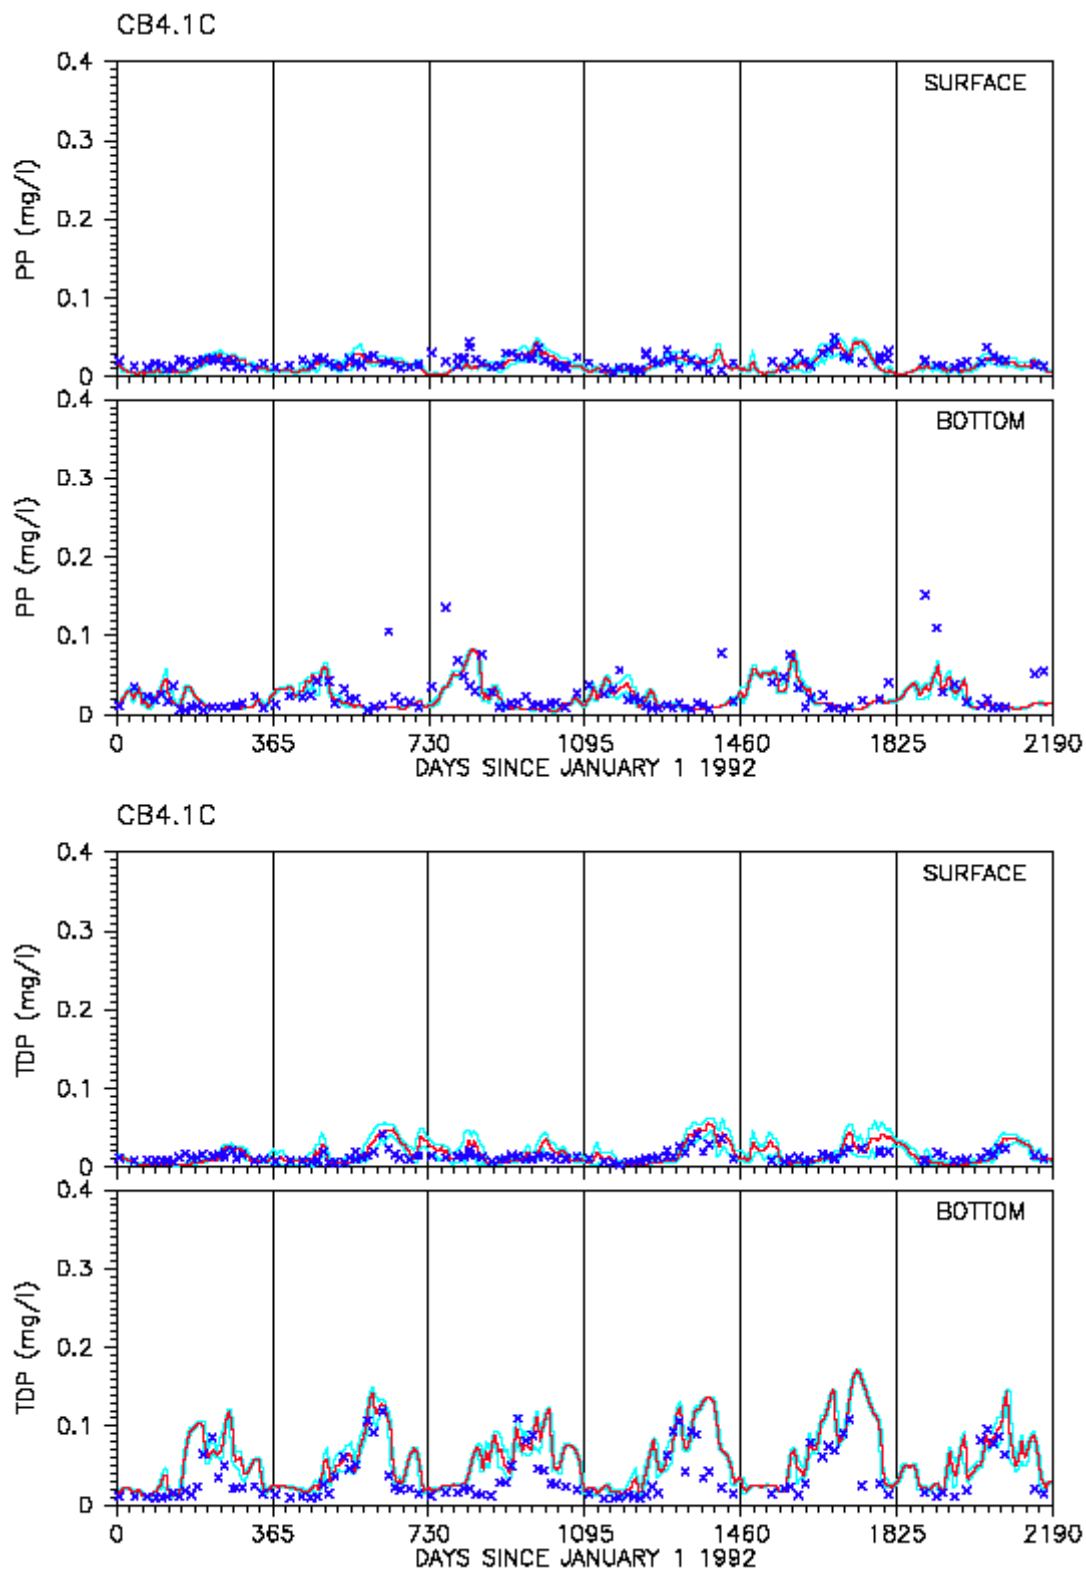 CB4.1C
0.4
SURFACE
0.3
PP (mg/l)
0.2
0.1
0
0.4
BOTTOM
0.3
PP (mg/l)
0.2
0.1
0
0 365 730 1095 1460 1825 2190
DAYS SINCE JANUARY 1 1992
CB4.1C
0.4
SURFACE
0.3
TDP (mg/l)
0.2
0.1
0
0.4
BOTTOM
0.3
TDP (mg/l)
0.2
0.1
0
0 365 730 1095 1460 1825 2190
DAYS SINCE JANUARY 1 1992